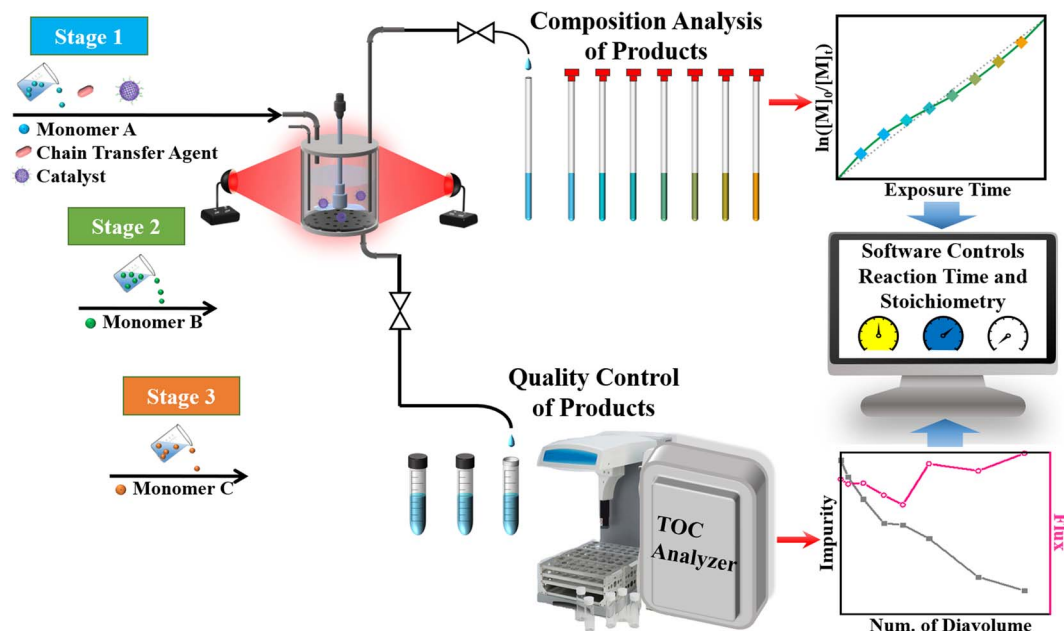 Stage 1
Monomer A
Chain Transfer Agent
Catalyst
Stage 2
Monomer B
Stage 3
Monomer C
Composition Analysis
of Products
ln([M]0/[M]t)
Exposure Time
Software Controls
Reaction Time and
Stoichiometry
Quality Control
of Products
TOC
Analyzer
Impurity
Flux
Num. of Diavolume